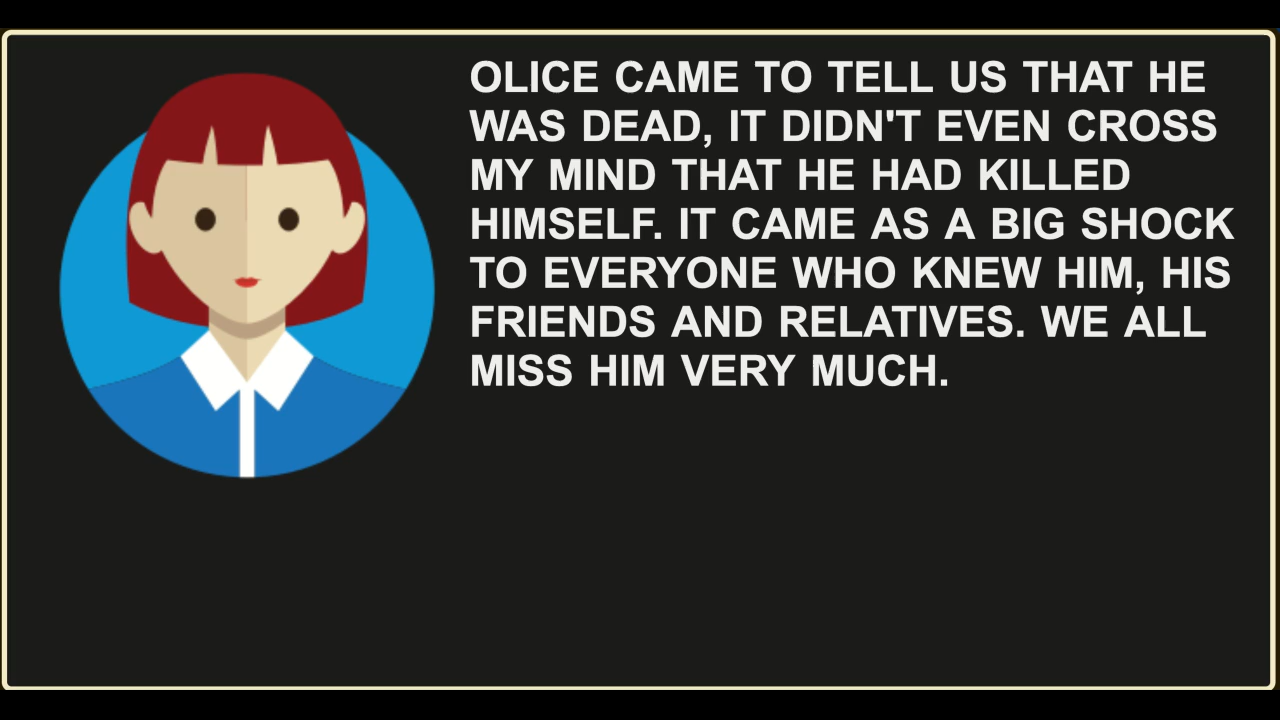 OLICE CAME TO TELL US THAT HE
WAS DEAD, IT DIDN'T EVEN CROSS
MY MIND THAT HE HAD KILLED
HIMSELF. IT CAME AS A BIG SHOCK
TO EVERYONE WHO KNEW HIM, HIS
FRIENDS AND RELATIVES. WE ALL
MISS HIM VERY MUCH.